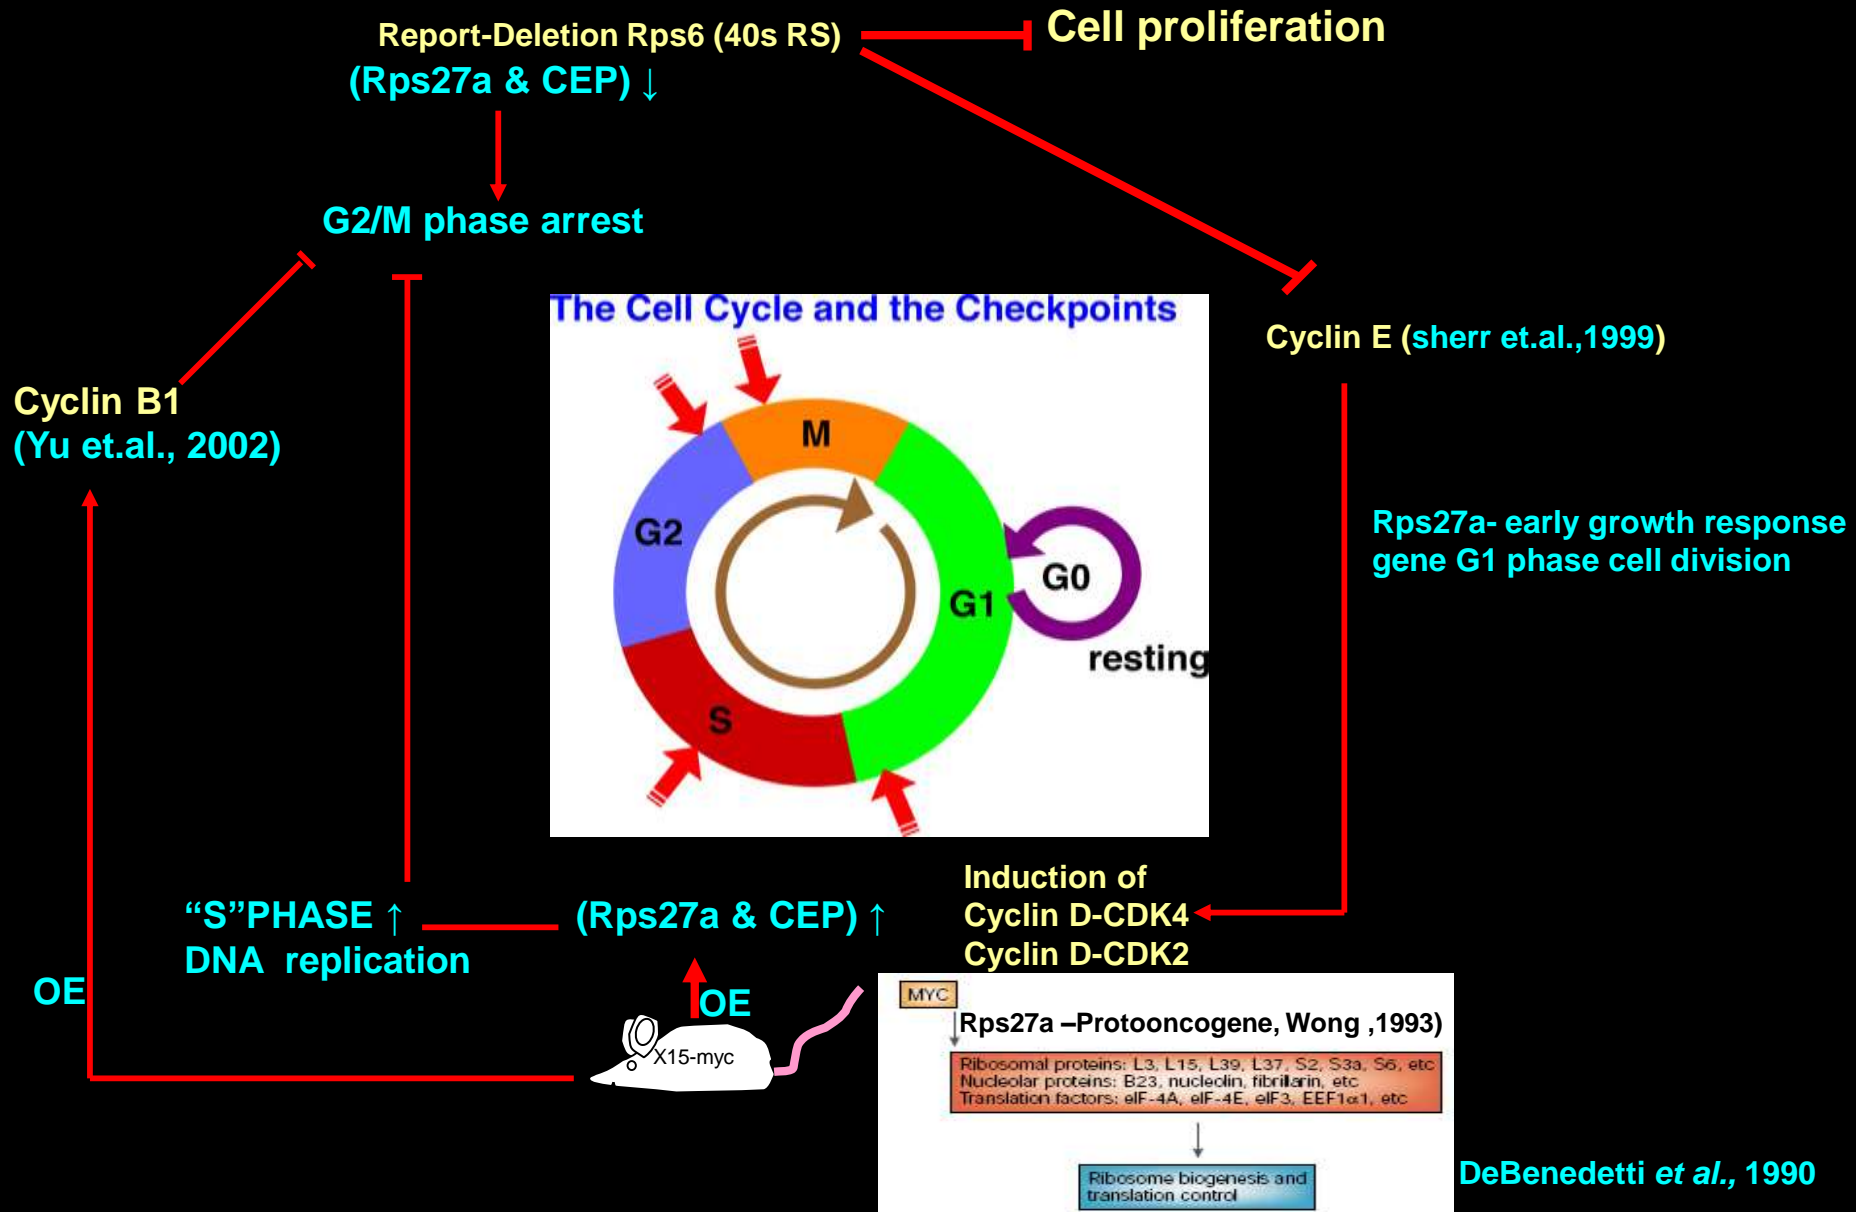 Report-Deletion Rps6 (40s RS)
Cell proliferation
(Rps27a & CEP) ↓
G2/M phase arrest
The Cell Cycle and the Checkpoints
Cyclin E (sherr et.al.,1999)
Cyclin B1
(Yu et.al., 2002)
M
G2
G1
G0
S
resting
Rps27a- early growth response
gene G1 phase cell division
Induction of
Cyclin D-CDK4
Cyclin D-CDK2
“S”PHASE ↑
DNA replication
(Rps27a & CEP) ↑
OE
OE
X15-myc
MYC
Rps27a –Protooncogene, Wong ,1993)
Ribosomal proteins: L3, L15, L39, L37, S2, S3a, S6, etc
Nucleolar proteins: B23, nucleolin, fibrillarin, etc
Translation factors: eIF-4A, eIF-4E, eIF3, EEF1α1, etc
Ribosome biogenesis and
translation control
DeBenedetti et al., 1990